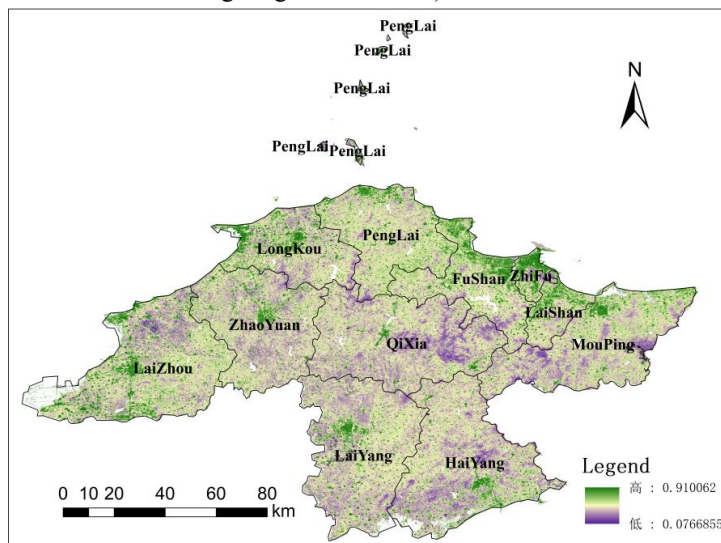 PengLai
PengLai
PengLai
PengLai
PengLai
N
LongKou
PengLai
FuShan
ZhiFu
ZhaoYuan
LaiShan
QiXia
MouPing
LaiZhou
LaiYang
HaiYang
Legend
高 : 0.910062
低 : 0.0766855
0 10 20 40 60 80
km